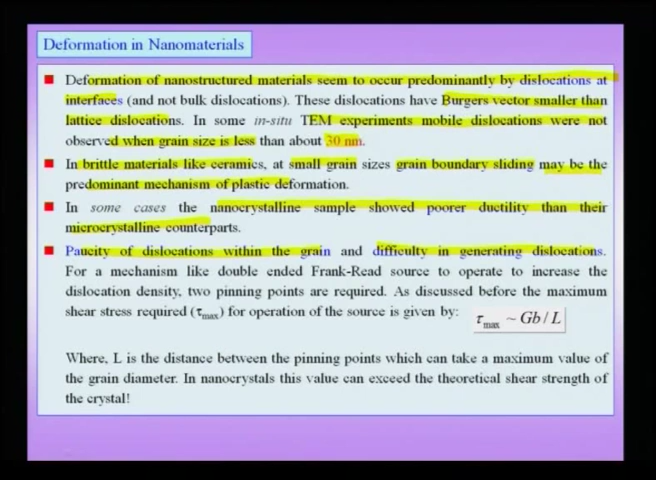 Deformation in Nanomaterials
Deformation of nanostructured materials seem to occur predominantly by dislocations at
interfaces (and not bulk dislocations). These dislocations have Burgers vector smaller than
lattice dislocations. In some in-situ TEM experiments mobile dislocations were not
observed when grain size is less than about 30 nm.
In brittle materials like ceramics, at small grain sizes grain boundary sliding may be the
predominant mechanism of plastic deformation.
In some cases the nanocrystalline sample showed poorer ductility than their
microcrystalline counterparts.
Paucity of dislocations within the grain and difficulty in generating dislocations.
For a mechanism like double ended Frank-Read source to operate to increase the
dislocation density, two pinning points are required. As discussed before the maximum
shear stress required (τmax) for operation of the source is given by: τmax ~ Gb / L
Where, L is the distance between the pinning points which can take a maximum value of
the grain diameter. In nanocrystals this value can exceed the theoretical shear strength of
the crystal!